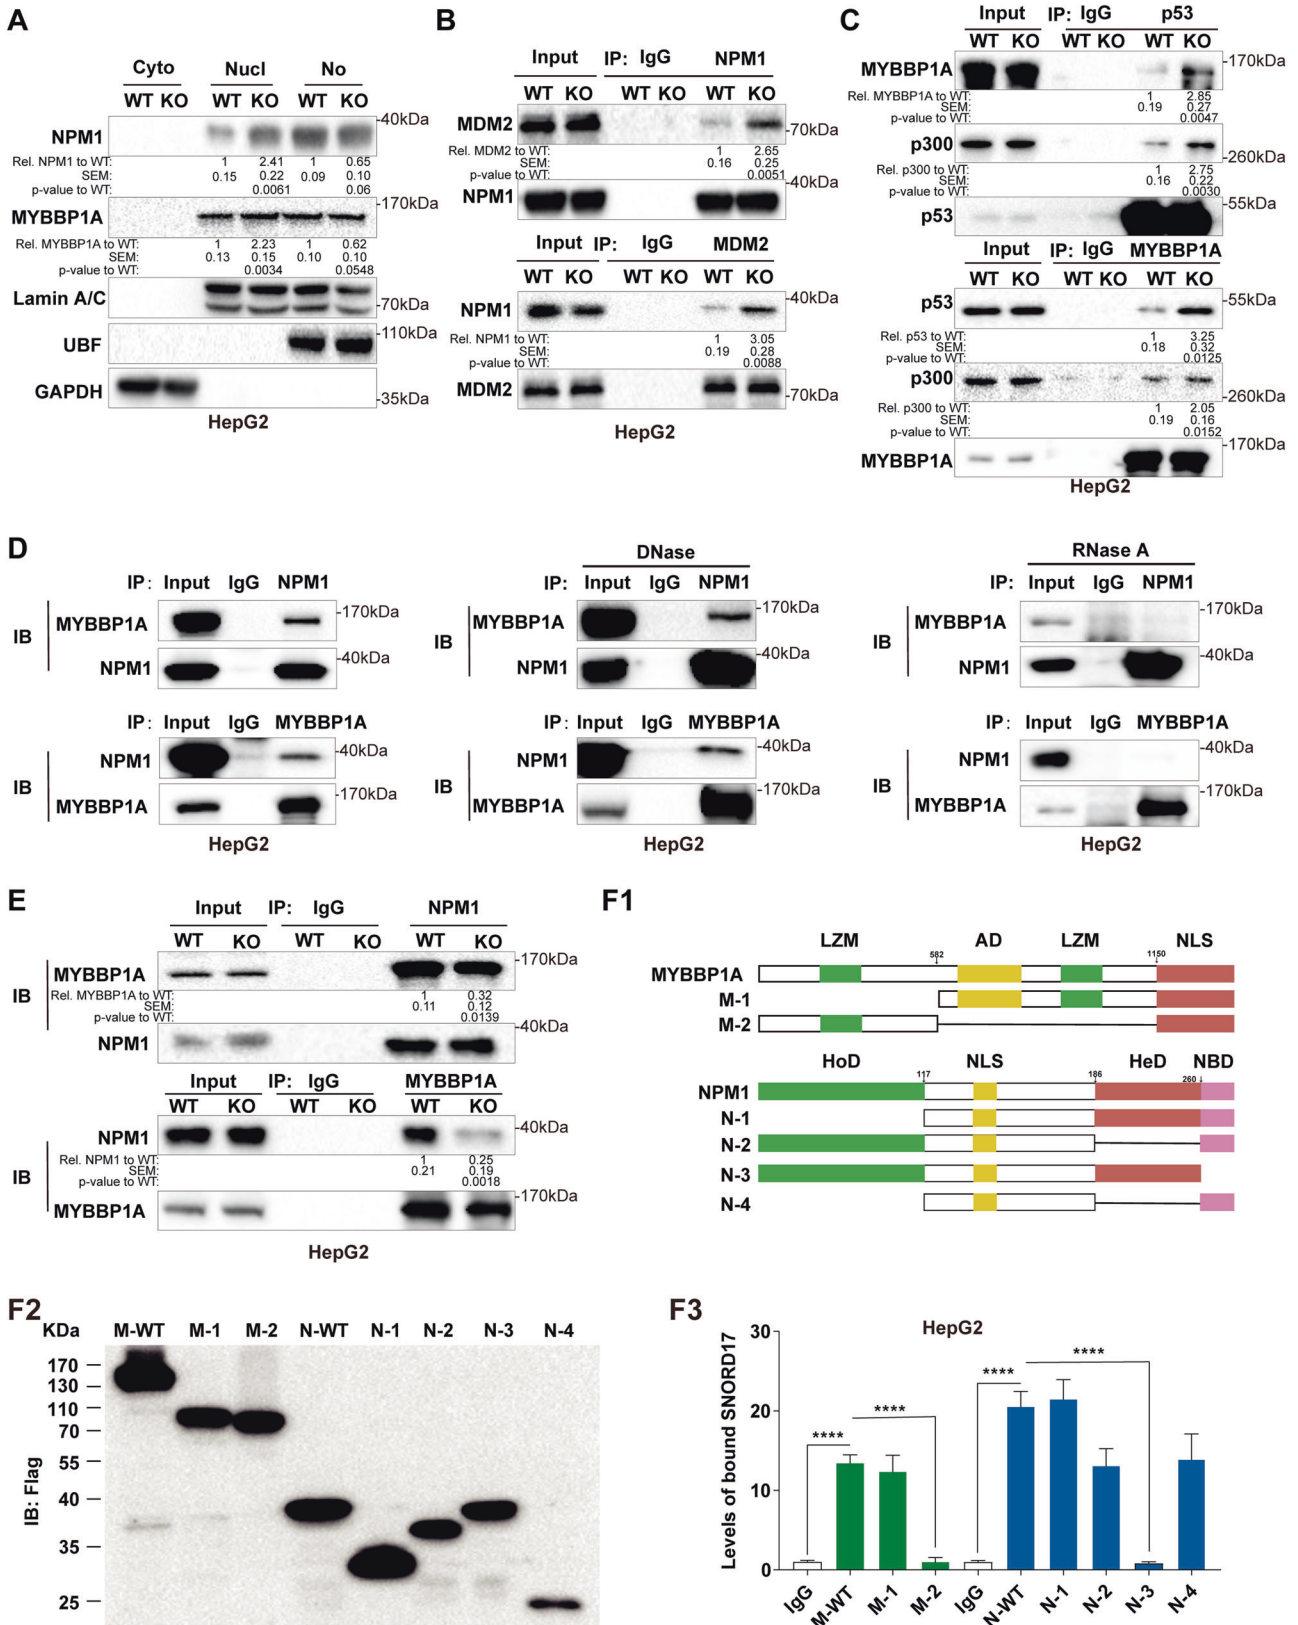 A
Cyto Nucl No
WT KO WT KO WT KO
NPM1 -40kDa
Rel. NPM1 to WT: 1 2.41 1 0.65
SEM: 0.15 0.22 0.09 0.10
p-value to WT: 0.0061 0.06
MYBBP1A -170kDa
Rel. MYBBP1A to WT: 1 2.23 1 0.62
SEM: 0.13 0.15 0.10 0.10
p-value to WT: 0.0034 0.0548
Lamin A/C -70kDa
UBF -110kDa
GAPDH -35kDa
HepG2
B
Input IP: IgG NPM1
WT KO WT KO WT KO
MDM2 -70kDa
Rel. MDM2 to WT: 1 2.65
SEM: 0.16 0.25
p-value to WT: 0.0051
NPM1 -40kDa
Input IP: IgG MDM2
WT KO WT KO WT KO
NPM1 -40kDa
Rel. NPM1 to WT: 1 3.05
SEM: 0.19 0.28
p-value to WT: 0.0088
MDM2 -70kDa
HepG2
C
Input IP: IgG p53
WT KO WT KO WT KO
MYBBP1A -170kDa
Rel. MYBBP1A to WT: 1 2.85
SEM: 0.19 0.27
p-value to WT: 0.0047
p300 -260kDa
Rel. p300 to WT: 1 2.75
SEM: 0.16 0.22
p-value to WT: 0.0030
p53 -55kDa
Input IP: IgG MYBBP1A
WT KO WT KO WT KO
p53 -55kDa
Rel. p53 to WT: 1 3.25
SEM: 0.18 0.32
p-value to WT: 0.0125
p300 -260kDa
Rel. p300 to WT: 1 2.05
SEM: 0.19 0.16
p-value to WT: 0.0152
MYBBP1A -170kDa
HepG2
D
IP: Input IgG NPM1
IB
MYBBP1A -170kDa
NPM1 -40kDa
IP: Input IgG MYBBP1A
IB
NPM1 -40kDa
MYBBP1A -170kDa
HepG2
DNase
IP: Input IgG NPM1
IB
MYBBP1A -170kDa
NPM1 -40kDa
IP: Input IgG MYBBP1A
IB
NPM1 -40kDa
MYBBP1A -170kDa
HepG2
RNase A
IP: Input IgG NPM1
IB
MYBBP1A -170kDa
NPM1 -40kDa
IP: Input IgG MYBBP1A
IB
NPM1 -40kDa
MYBBP1A -170kDa
HepG2
E
Input IP: IgG NPM1
WT KO WT KO WT KO
IB
MYBBP1A -170kDa
Rel. MYBBP1A to WT: 1 0.32
SEM: 0.11 0.12
p-value to WT: 0.0139
NPM1 -40kDa
Input IP: IgG MYBBP1A
WT KO WT KO WT KO
IB
NPM1 -40kDa
Rel. NPM1 to WT: 1 0.25
SEM: 0.21 0.19
p-value to WT: 0.0018
MYBBP1A -170kDa
HepG2
F1
LZM AD LZM NLS
582 1150
MYBBP1A
M-1
M-2
HoD NLS HeD NBD
117 186 260
NPM1
N-1
N-2
N-3
N-4
F2
KDa M-WT M-1 M-2 N-WT N-1 N-2 N-3 N-4
170
130
110
70
55
40
35
25
IB: Flag
F3
HepG2
Levels of bound SNORD17
30
20
10
0
**** **** **** ****
IgG M-WT M-1 M-2 IgG N-WT N-1 N-2 N-3 N-4